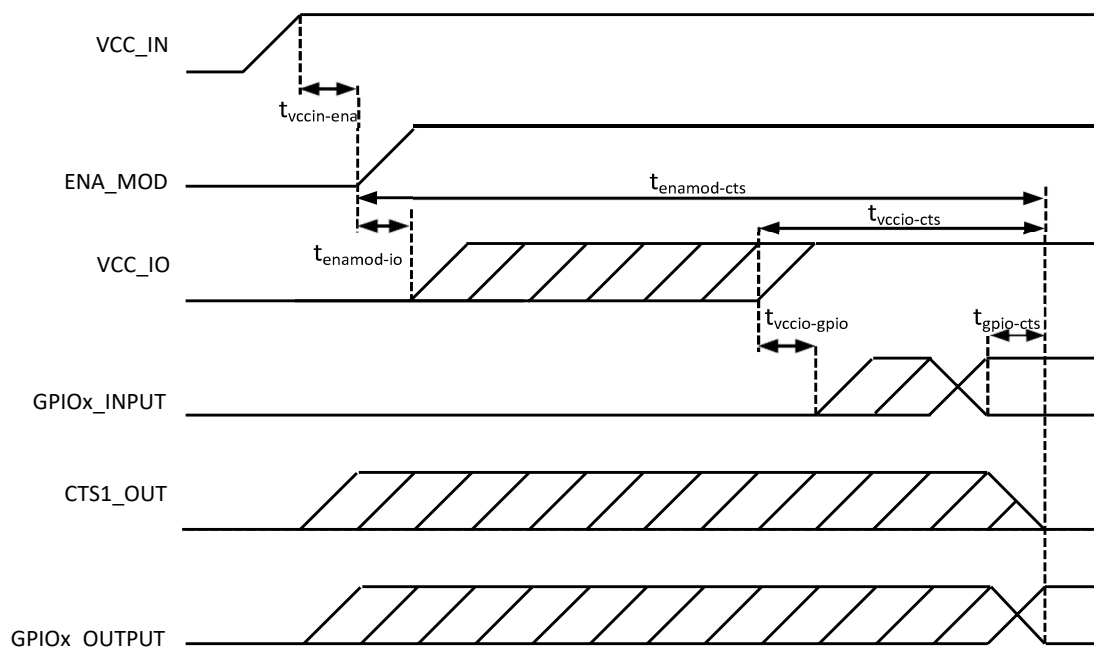 VCC_IN
tvccin-ena
ENA_MOD
tenamod-cts
tvccio-cts
tenamod-io
VCC_IO
tvccio-gpio
tgpio-cts
GPIOx_INPUT
CTS1_OUT
GPIOx_OUTPUT